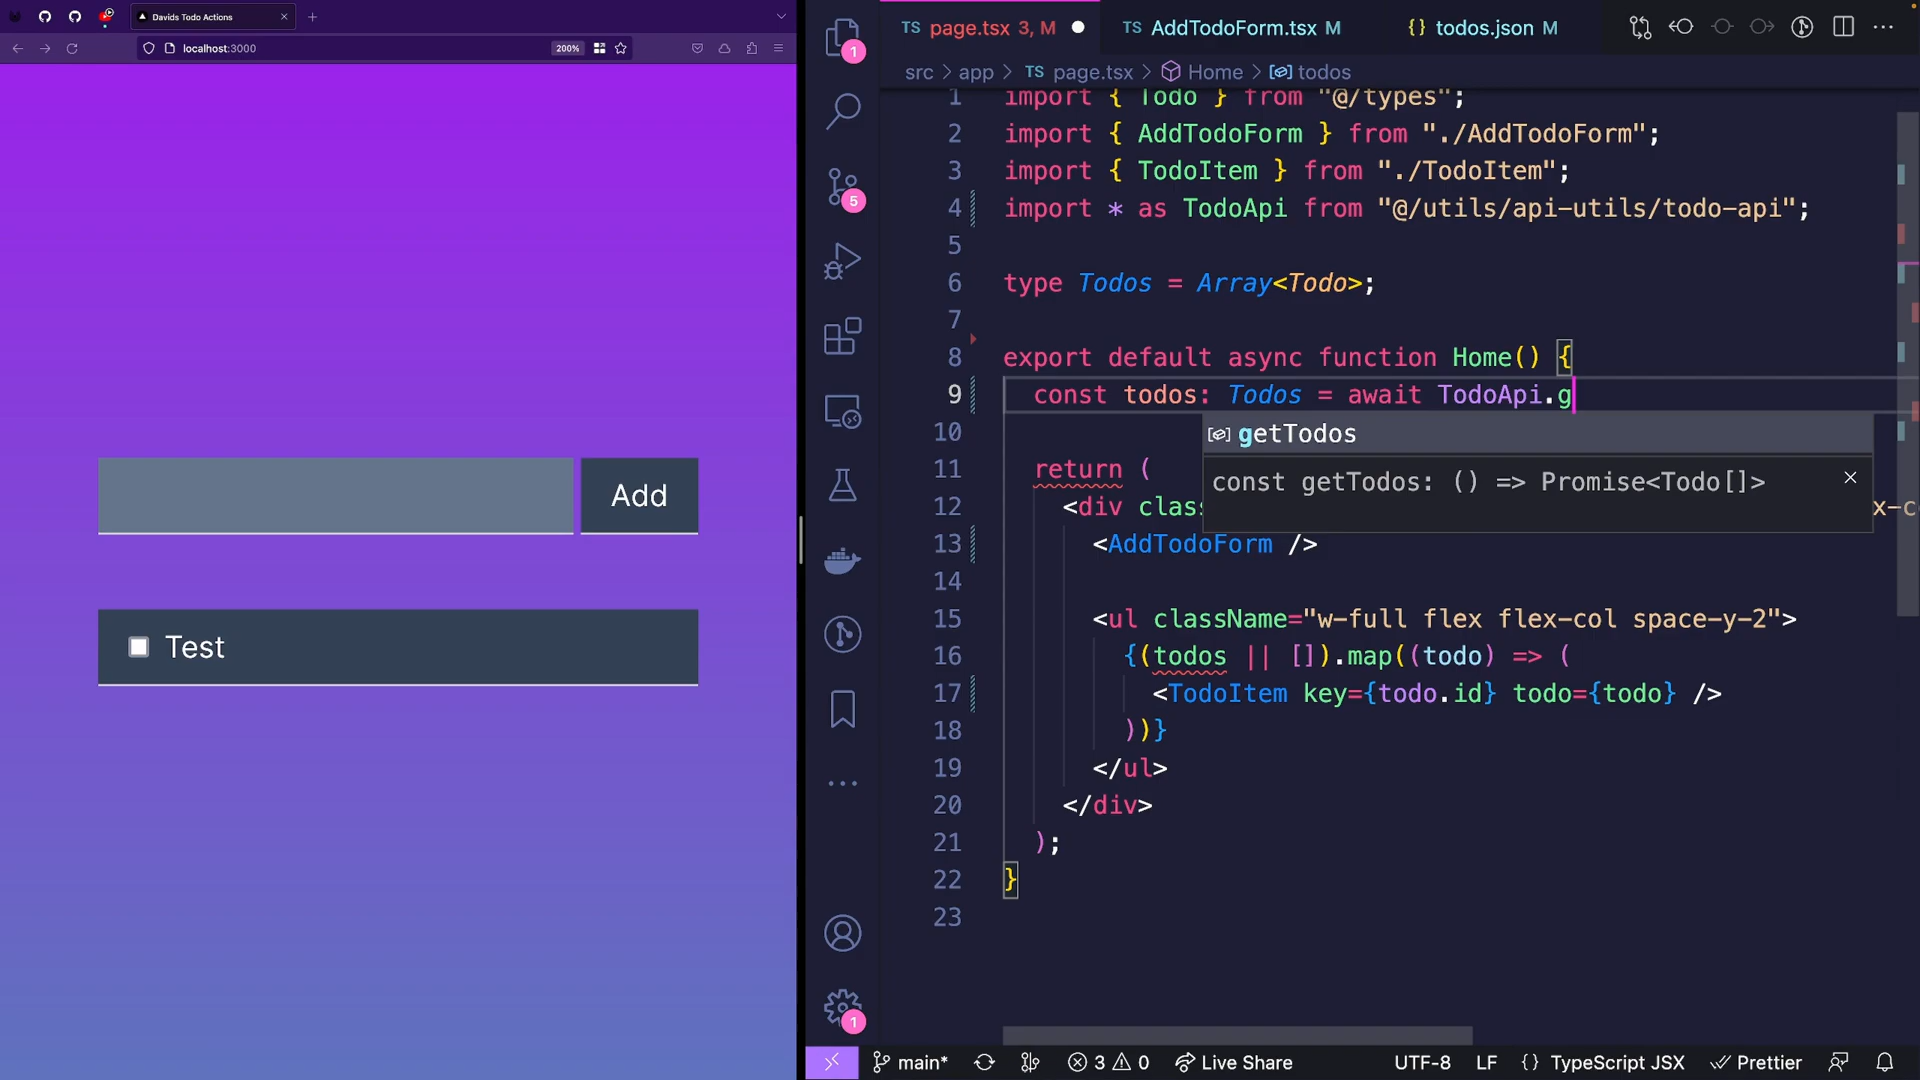 Davids Todo Actions
localhost:3000
200%
Add
Test
1
5
1
TS page.tsx 3, M
TS AddTodoForm.tsx M
{} todos.json M
src > app > TS page.tsx > Home > todos
1 import { Todo } from "@/types";
2 import { AddTodoForm } from "./AddTodoForm";
3 import { TodoItem } from "./TodoItem";
4 import * as TodoApi from "@/utils/api-utils/todo-api";
5
6 type Todos = Array<Todo>;
7
8 export default async function Home() {
9 const todos: Todos = await TodoApi.g
getTodos
const getTodos: () => Promise<Todo[]>
10
11 return (
12 <div clas x-c
13 <AddTodoForm />
14
15 <ul className="w-full flex flex-col space-y-2">
16 {(todos || []).map((todo) => (
17 <TodoItem key={todo.id} todo={todo} />
18 ))}
19 </ul>
20 </div>
21 );
22 }
23
main* 3 0 Live Share UTF-8 LF {} TypeScript JSX Prettier